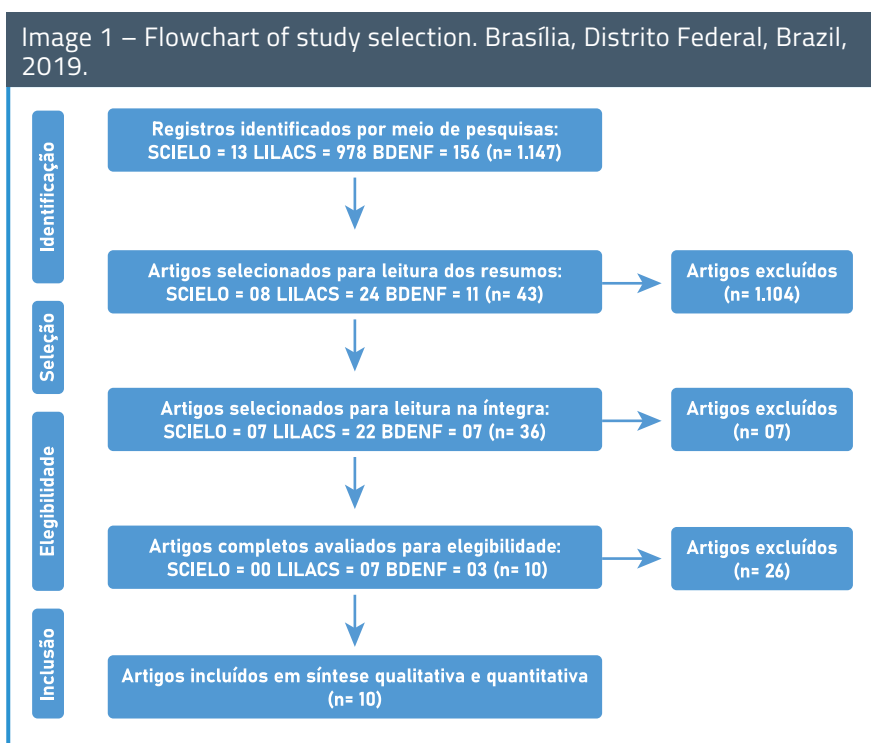 Image 1 – Flowchart of study selection. Brasília, Distrito Federal, Brazil,
2019.
Identificação
Registros identificados por meio de pesquisas:
SCIELO = 13 LILACS = 978 BDENF = 156 (n= 1.147)
Artigos selecionados para leitura dos resumos:
SCIELO = 08 LILACS = 24 BDENF = 11 (n= 43)
Artigos excluídos
(n= 1.104)
Seleção
Artigos selecionados para leitura na íntegra:
SCIELO = 07 LILACS = 22 BDENF = 07 (n= 36)
Artigos excluídos
(n= 07)
Elegibilidade
Artigos completos avaliados para elegibilidade:
SCIELO = 00 LILACS = 07 BDENF = 03 (n= 10)
Artigos excluídos
(n= 26)
Inclusão
Artigos incluídos em síntese qualitativa e quantitativa
(n= 10)